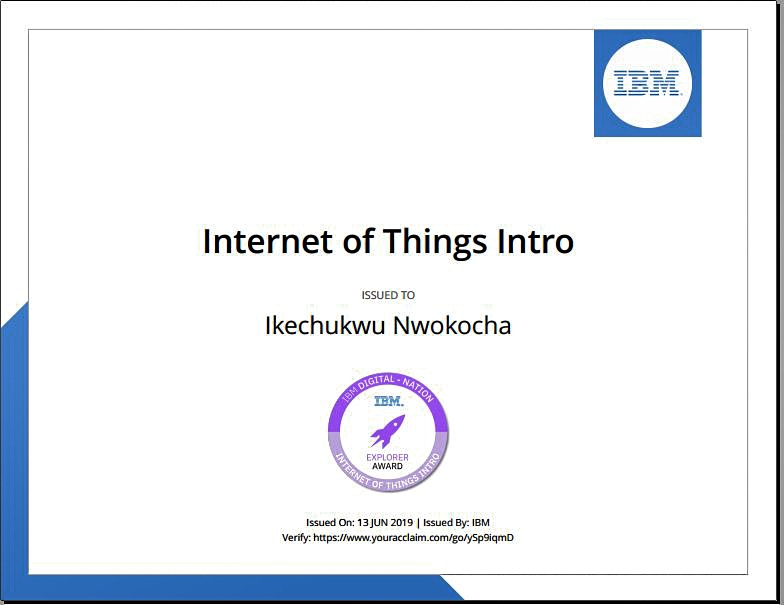 IBM
Internet of Things Intro
ISSUED TO
Ikechukwu Nwokocha
IBM DIGITAL - NATION
IBM.
EXPLORER
AWARD
INTERNET OF THINGS INTRO
Issued On: 13 JUN 2019 | Issued By: IBM
Verify: https://www.youracclaim.com/go/ySp9iqmD